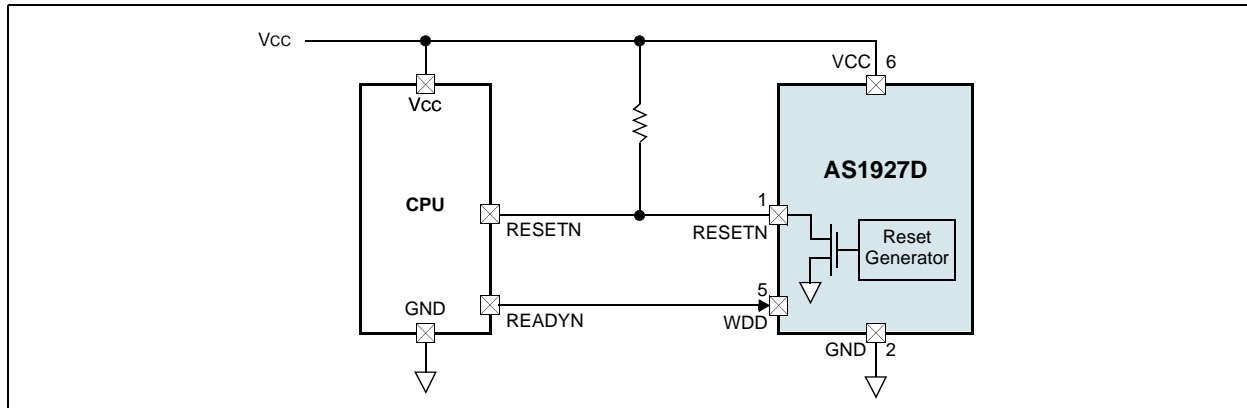 Vcc
VCC 6
Vcc
AS1927D
CPU
1
RESETN
RESETN
Reset
Generator
GND
5
READYN
WDD
GND 2